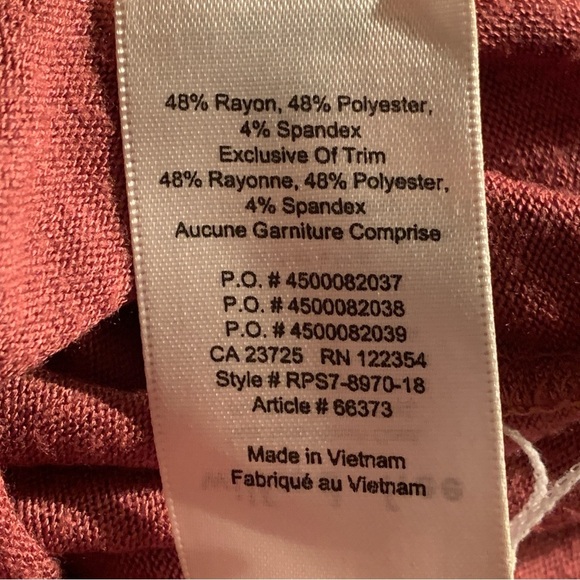 48% Rayon, 48% Polyester,
4% Spandex
Exclusive Of Trim
48% Rayonne, 48% Polyester,
4% Spandex
Aucune Garniture Comprise
P.O. # 4500082037
P.O. # 4500082038
P.O. # 4500082039
CA 23725 RN 122354
Style # RPS7-8970-18
Article # 66373
Made in Vietnam
Fabriqué au Vietnam